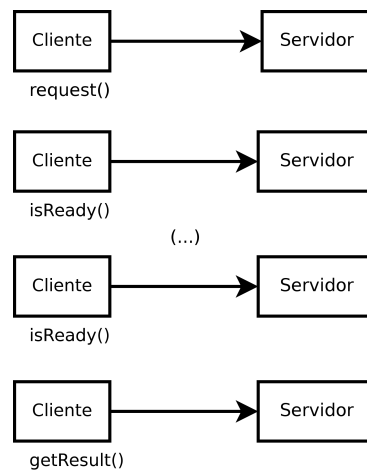 Cliente Servidor
request()
Cliente Servidor
isReady()
(...)
Cliente Servidor
isReady()
Cliente Servidor
getResult()